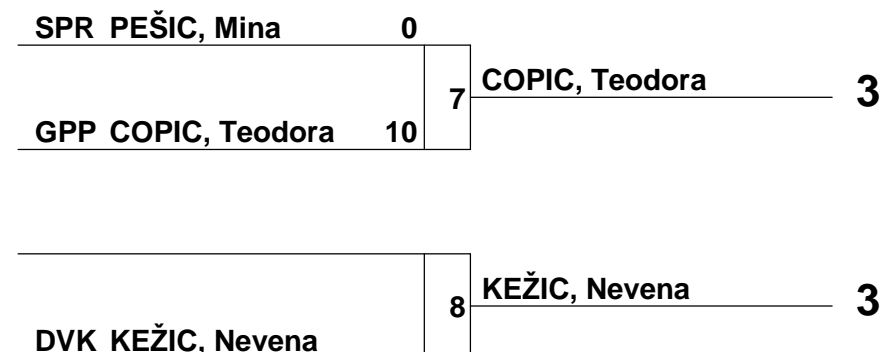 SPR PEŠIC, Mina 0
7 COPIC, Teodora 3
GPP COPIC, Teodora 10
8 KEŽIC, Nevena 3
DVK KEŽIC, Nevena